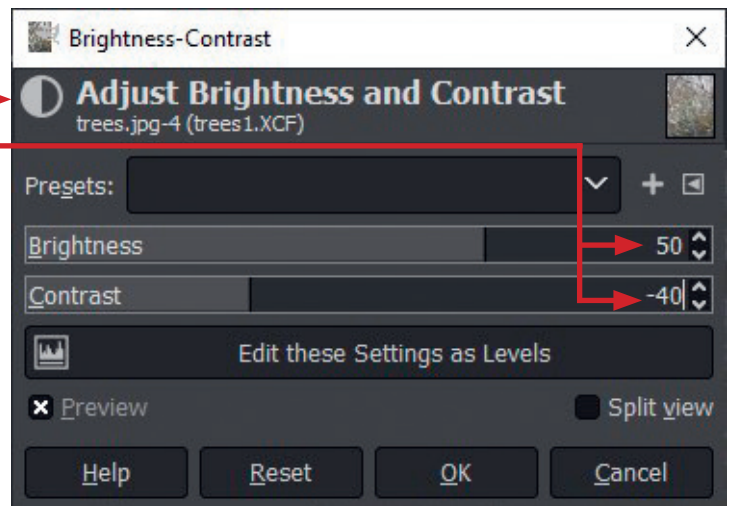 Brightness-Contrast
Adjust Brightness and Contrast
trees.jpg-4 (trees1.XCF)
Presets:
Brightness 50
Contrast -40
Edit these Settings as Levels
Preview Split view
Help Reset OK Cancel